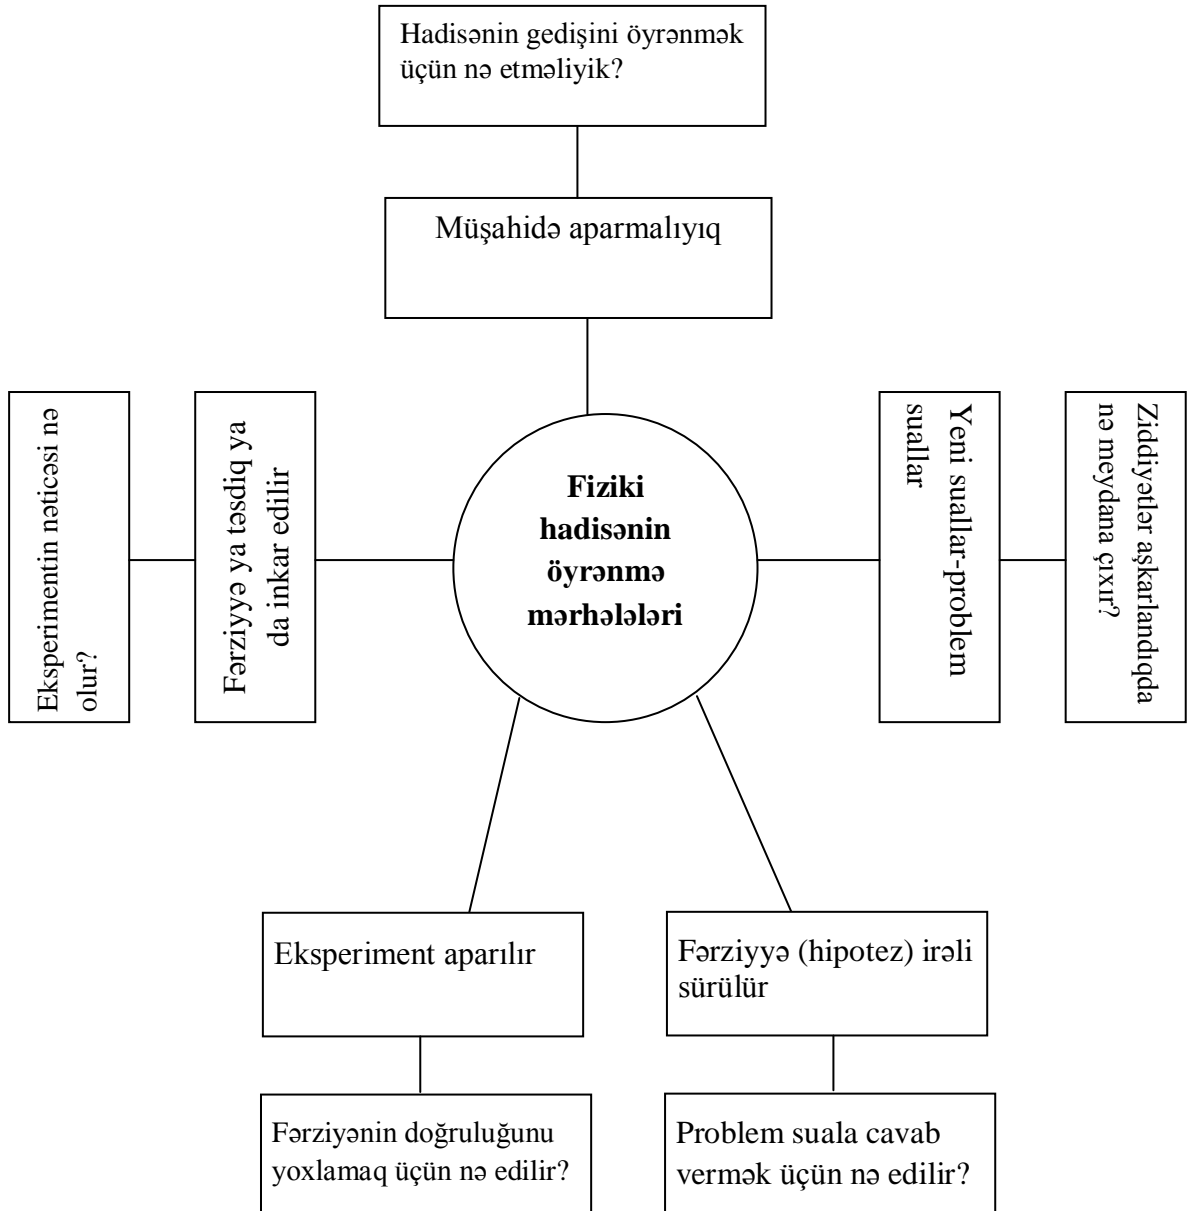 Hadisənin gedişini öyrənmək
üçün nə etməliyik?
Müşahidə aparmalıyıq
Eksperimentin nəticəsi nə
olur?
Fərziyyə ya təsdiq ya
da inkar edilir
Fiziki
hadisənin
öyrənmə
mərhələləri
Yeni suallar-problem
suallar
Ziddiyətlər aşkarlandıqda
nə meydana çıxır?
Eksperiment aparılır
Fərziyyə (hipotez) irəli
sürülür
Fərziyənin doğruluğunu
yoxlamaq üçün nə edilir?
Problem suala cavab
vermək üçün nə edilir?